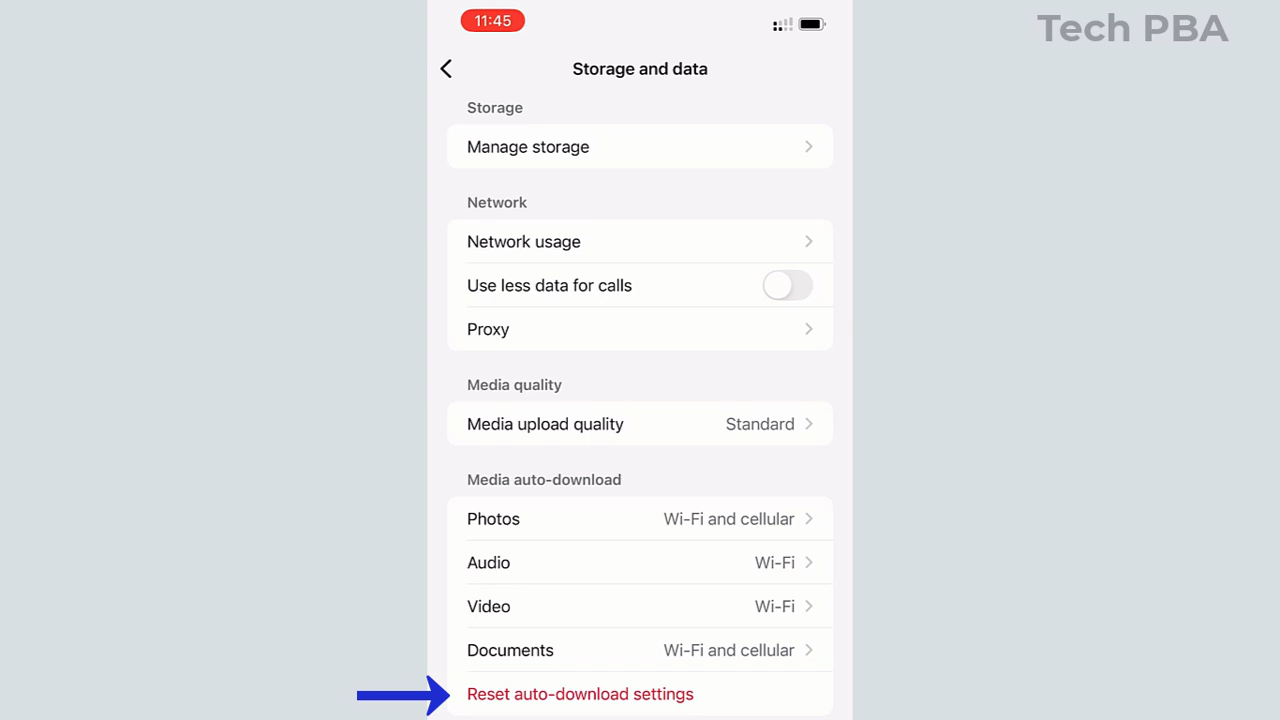 11:45
Tech PBA
Storage and data
Storage
Manage storage
Network
Network usage
Use less data for calls
Proxy
Media quality
Media upload quality Standard
Media auto-download
Photos Wi-Fi and cellular
Audio Wi-Fi
Video Wi-Fi
Documents Wi-Fi and cellular
Reset auto-download settings